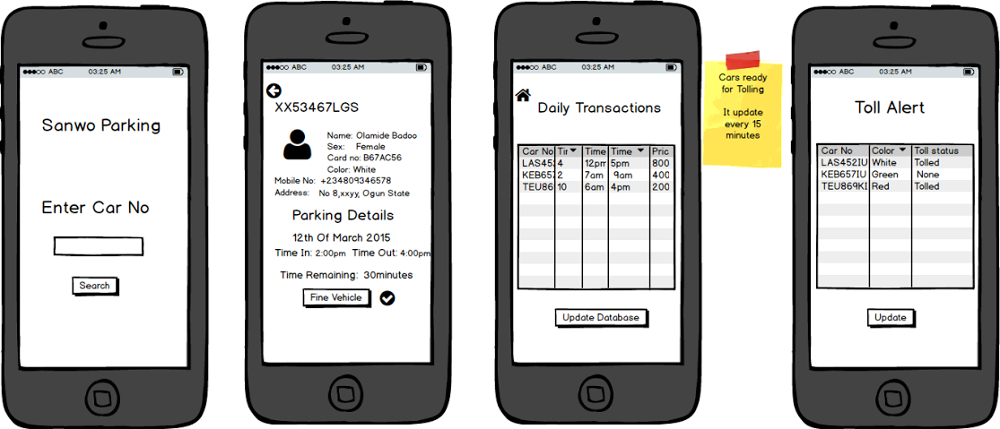 ABC 03:25 AM
Sanwo Parking
Enter Car No
Search
ABC 03:25 AM
XX53467LGS
Name: Olamide Badoo
Sex: Female
Card no: B67AC56
Color: White
Mobile No: +234809346578
Address: No 8,xxyy, Ogun State
Parking Details
12th Of March 2015
Time In: 2:00pm Time Out: 4:00pm
Time Remaining: 30minutes
Fine Vehicle
ABC 03:25 AM
Daily Transactions
Car No Tir Time Time Pric
LAS452 4 12pm 5pm 800
KEB657 2 7am 9am 400
TEU86 10 6am 4pm 200
Update Database
Cars ready
for Tolling
It update
every 15
minutes
ABC 03:25 AM
Toll Alert
Car No Color Toll status
LAS452IU White Tolled
KEB657IU Green None
TEU869KI Red Tolled
Update